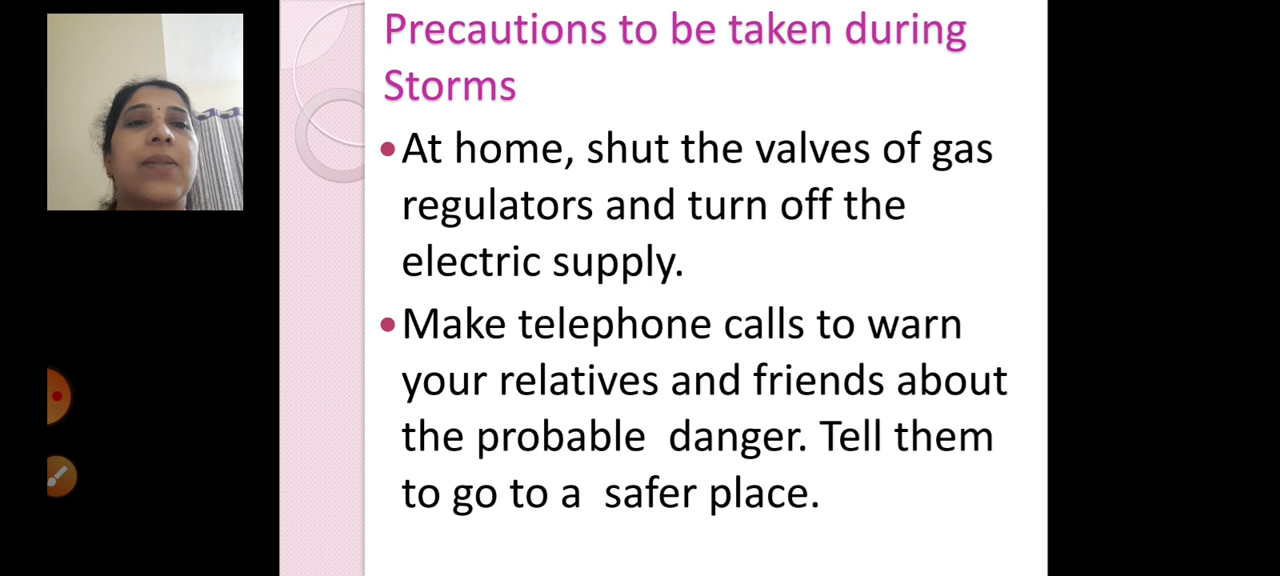 Precautions to be taken during
Storms
•At home, shut the valves of gas
regulators and turn off the
electric supply.
•Make telephone calls to warn
your relatives and friends about
the probable  danger. Tell them
to go to a  safer place.